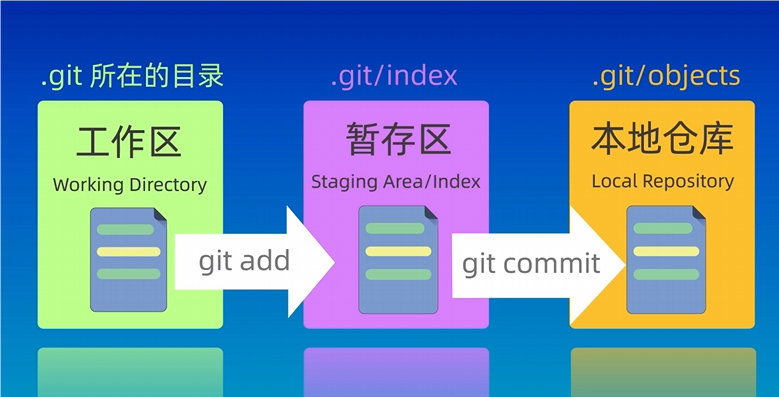 .git 所在的目录
.git/index
.git/objects
工作区
Working Directory
暂存区
Staging Area/Index
本地仓库
Local Repository
git add
git commit